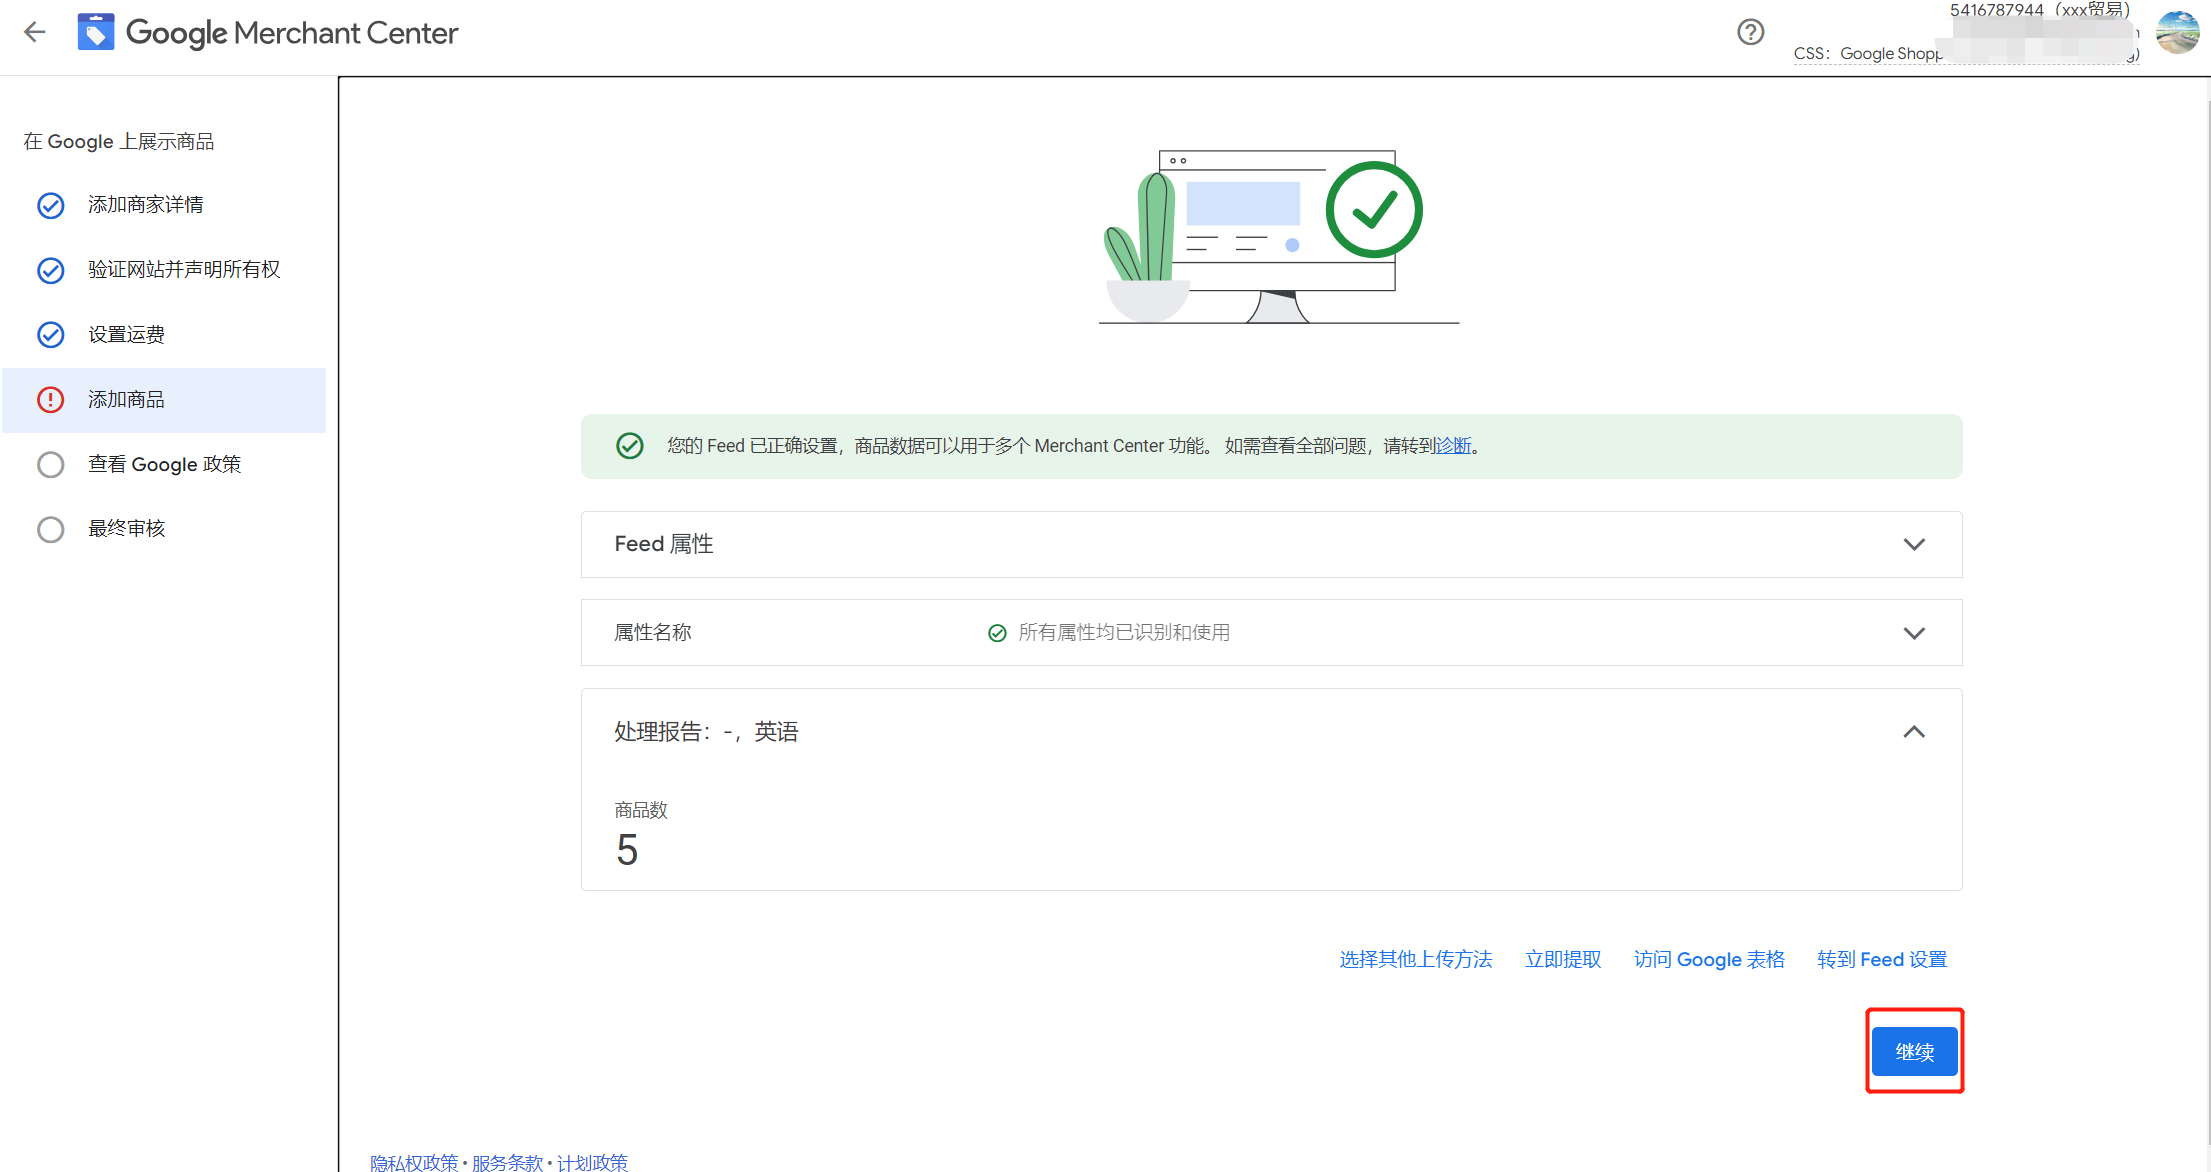 Google Merchant Center
5416787944（xxx贸易）
CSS：Google Shopp
在 Google 上展示商品
添加商家详情
验证网站并声明所有权
设置运费
添加商品
查看 Google 政策
最终审核
您的 Feed 已正确设置，商品数据可以用于多个 Merchant Center 功能。 如需查看全部问题，请转到诊断。
Feed 属性
属性名称 所有属性均已识别和使用
处理报告：-，英语
商品数
5
选择其他上传方法 立即提取 访问 Google 表格 转到 Feed 设置
继续
隐私权政策 • 服务条款 • 计划政策